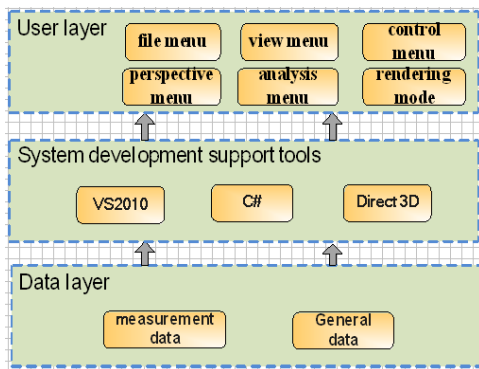 User layer
file menu
view menu
control
menu
perspective
menu
analysis
menu
rendering
mode
System development support tools
VS2010
C#
Direct 3D
Data layer
measurement
data
General
data